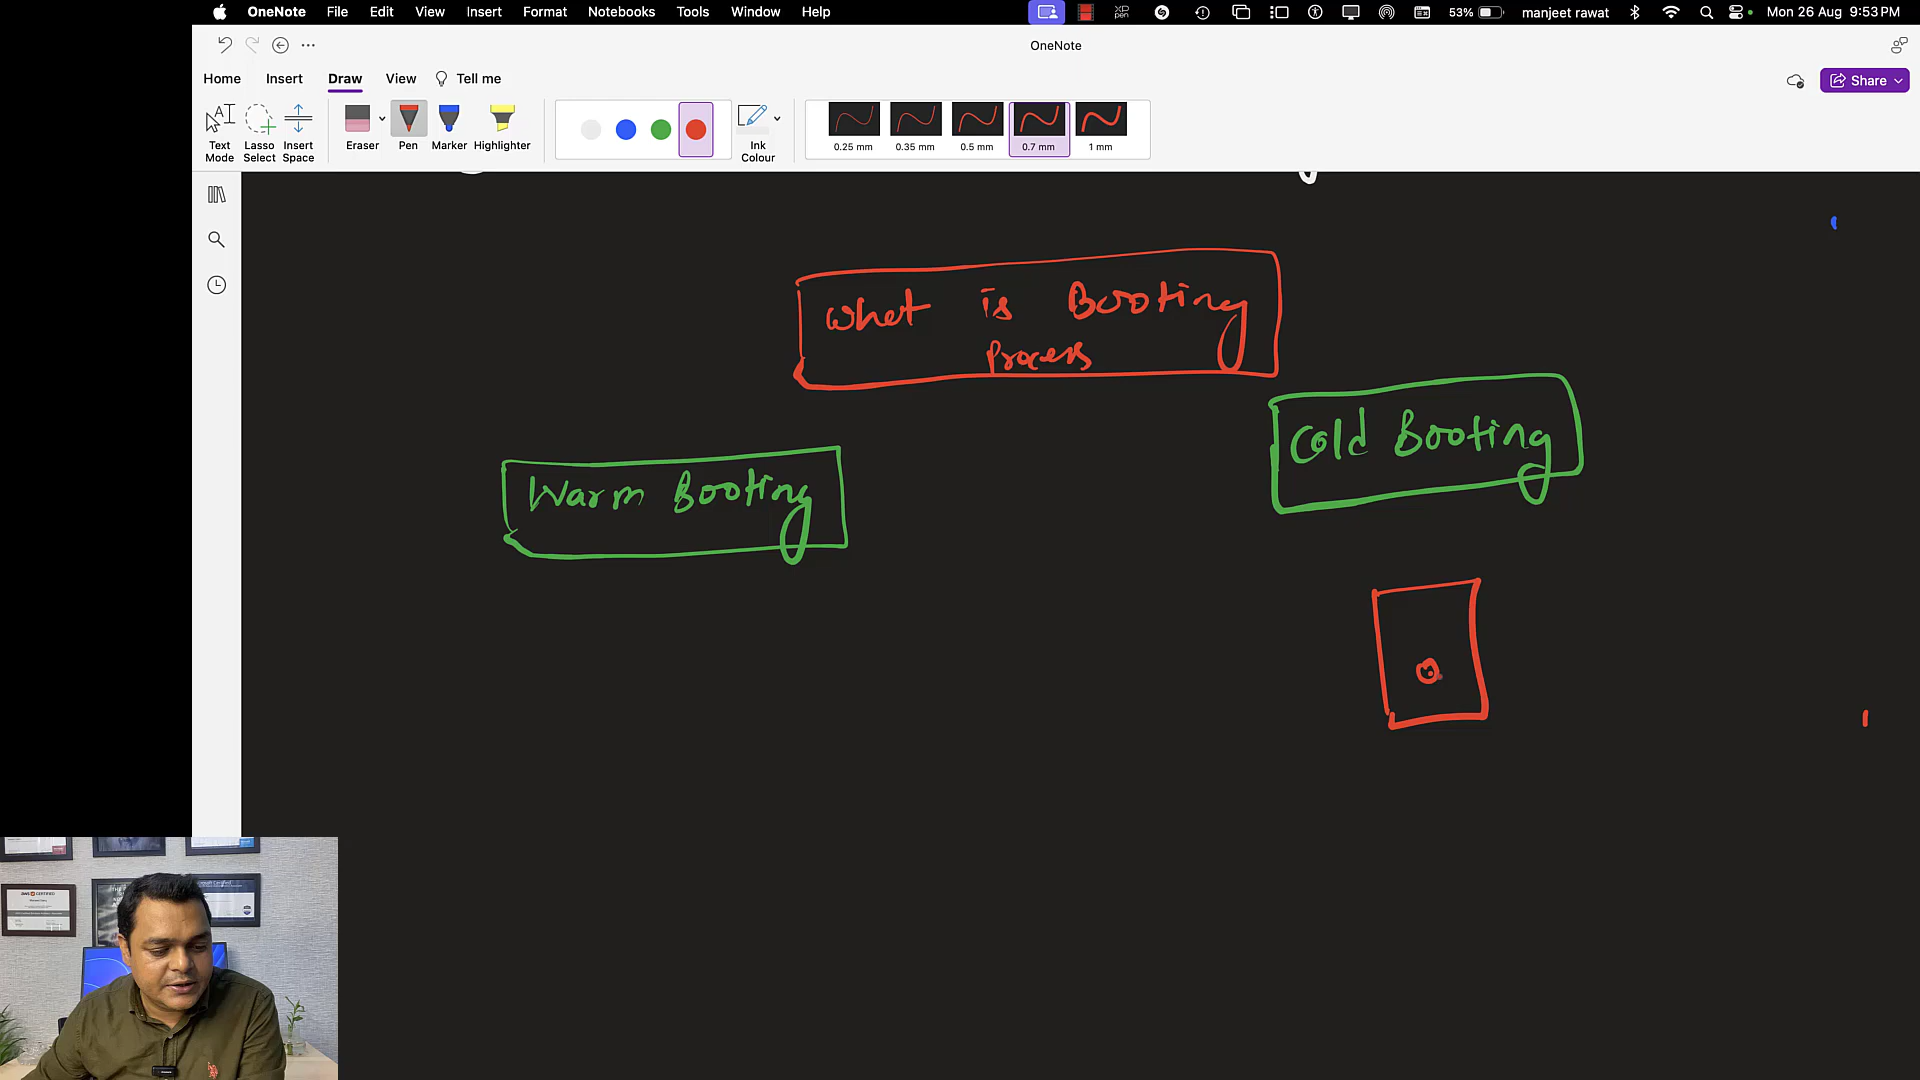 OneNote File Edit View Insert Format Notebooks Tools Window Help XP pen 53% manjeet rawat Mon 26 Aug 9:53 PM
OneNote
Home Insert Draw View Tell me Share
Text Mode
Lasso Select
Insert Space
Eraser
Pen
Marker
Highlighter
Ink Colour
0.25 mm
0.35 mm
0.5 mm
0.7 mm
1 mm
What is Booting
Process
Cold Booting
Warm Booting